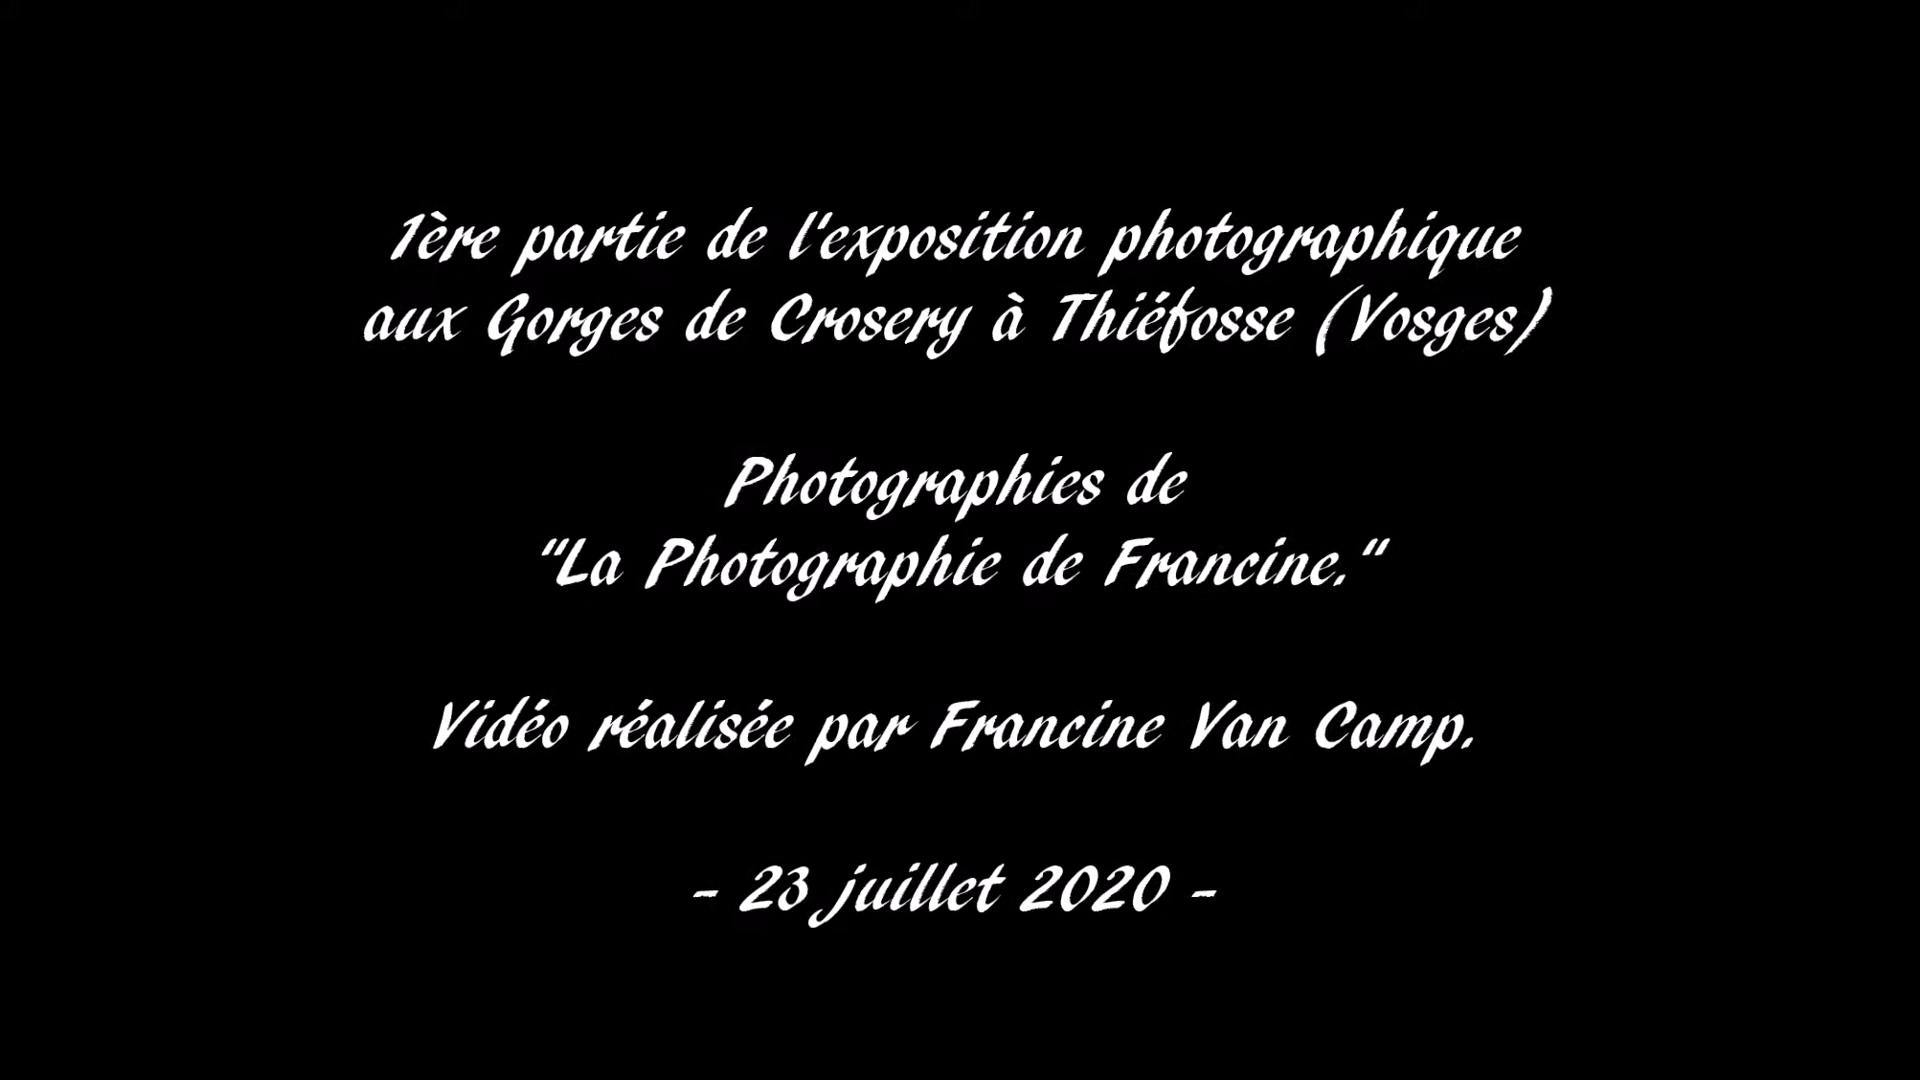 1ère partie de l'exposition photographique
aux Gorges de Crosery à Thiéfosse (Vosges)
Photographies de
"La Photographie de Francine."
Vidéo réalisée par Francine Van Camp.
- 23 juillet 2020 -